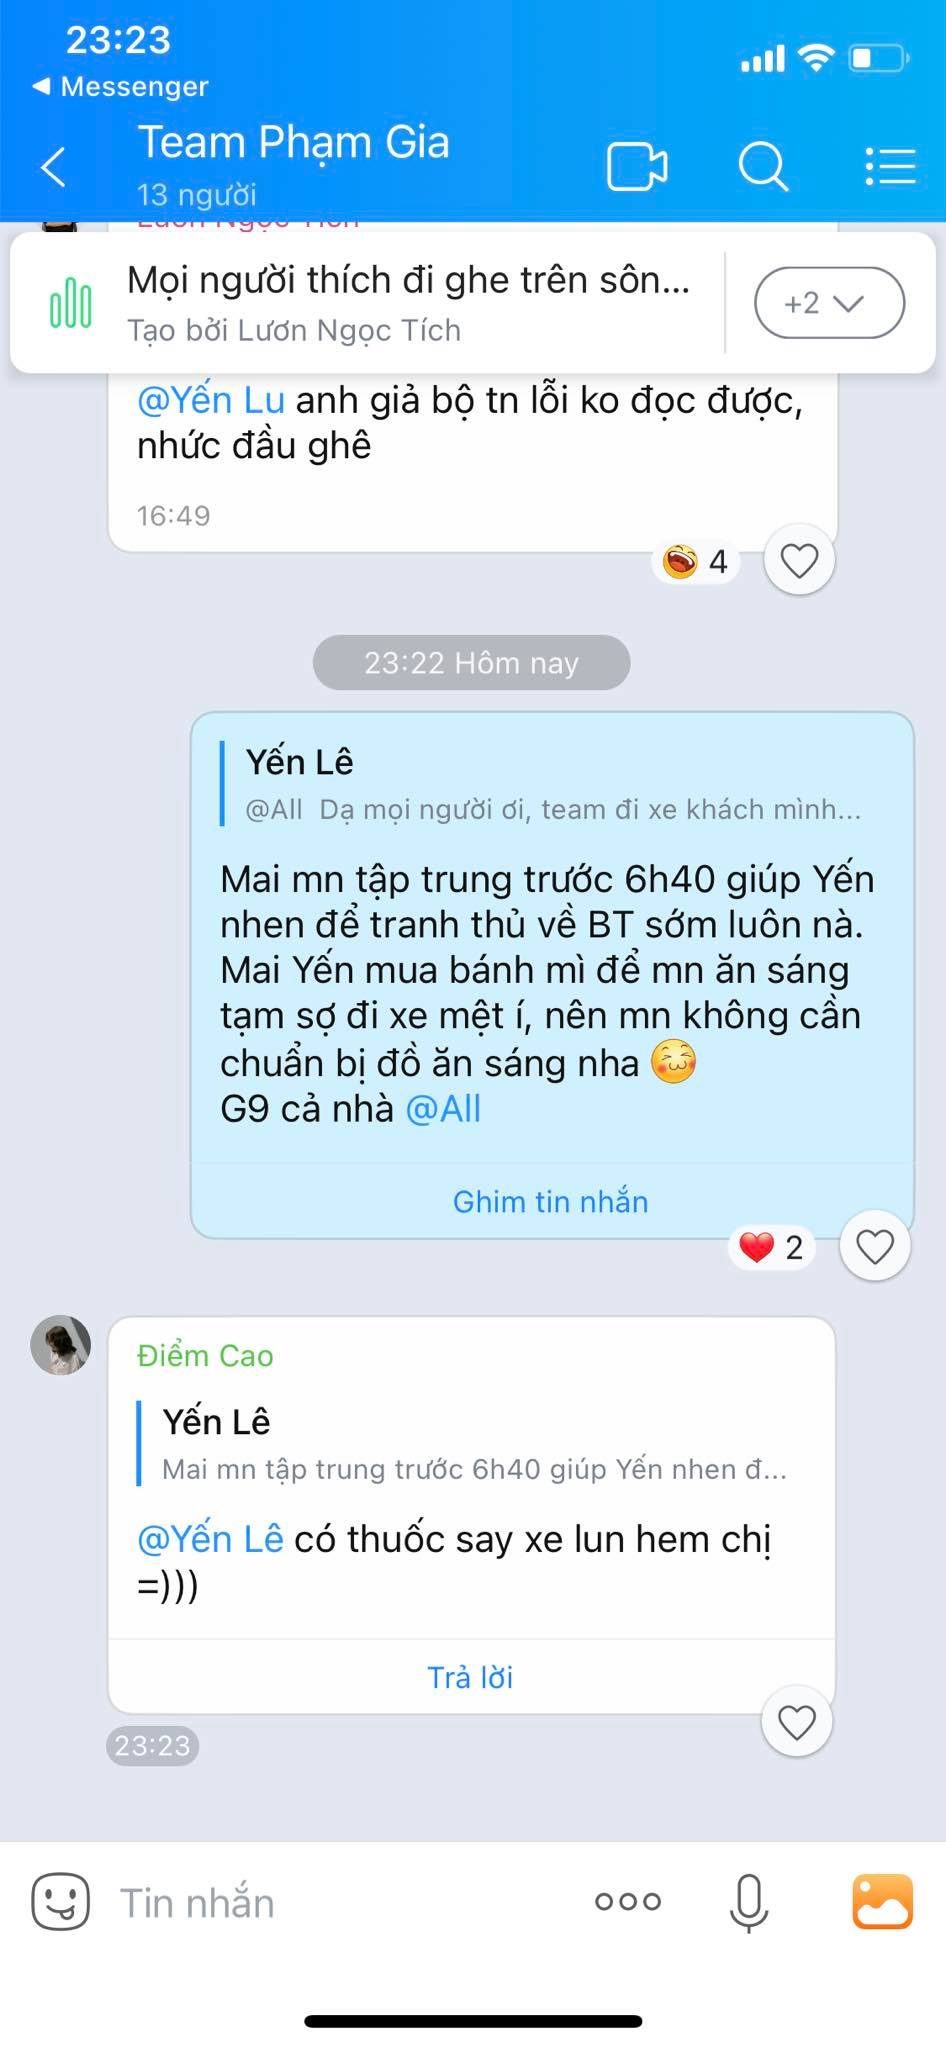 23:23
Messenger
Team Phạm Gia
13 người
Mọi người thích đi ghe trên sôn...
Tạo bởi Lươn Ngọc Tích
+2
@Yến Lu anh giả bộ tn lỗi ko đọc được,
nhức đầu ghê
16:49
4
23:22 Hôm nay
Yến Lê
@All Dạ mọi người ơi, team đi xe khách mình...
Mai mn tập trung trước 6h40 giúp Yến
nhen để tranh thủ về BT sớm luôn nà.
Mai Yến mua bánh mì để mn ăn sáng
tạm sợ đi xe mệt í, nên mn không cần
chuẩn bị đồ ăn sáng nha
G9 cả nhà @All
Ghim tin nhắn
2
Điểm Cao
Yến Lê
Mai mn tập trung trước 6h40 giúp Yến nhen đ...
@Yến Lê có thuốc say xe lun hem chị
=)))
Trả lời
23:23
Tin nhắn